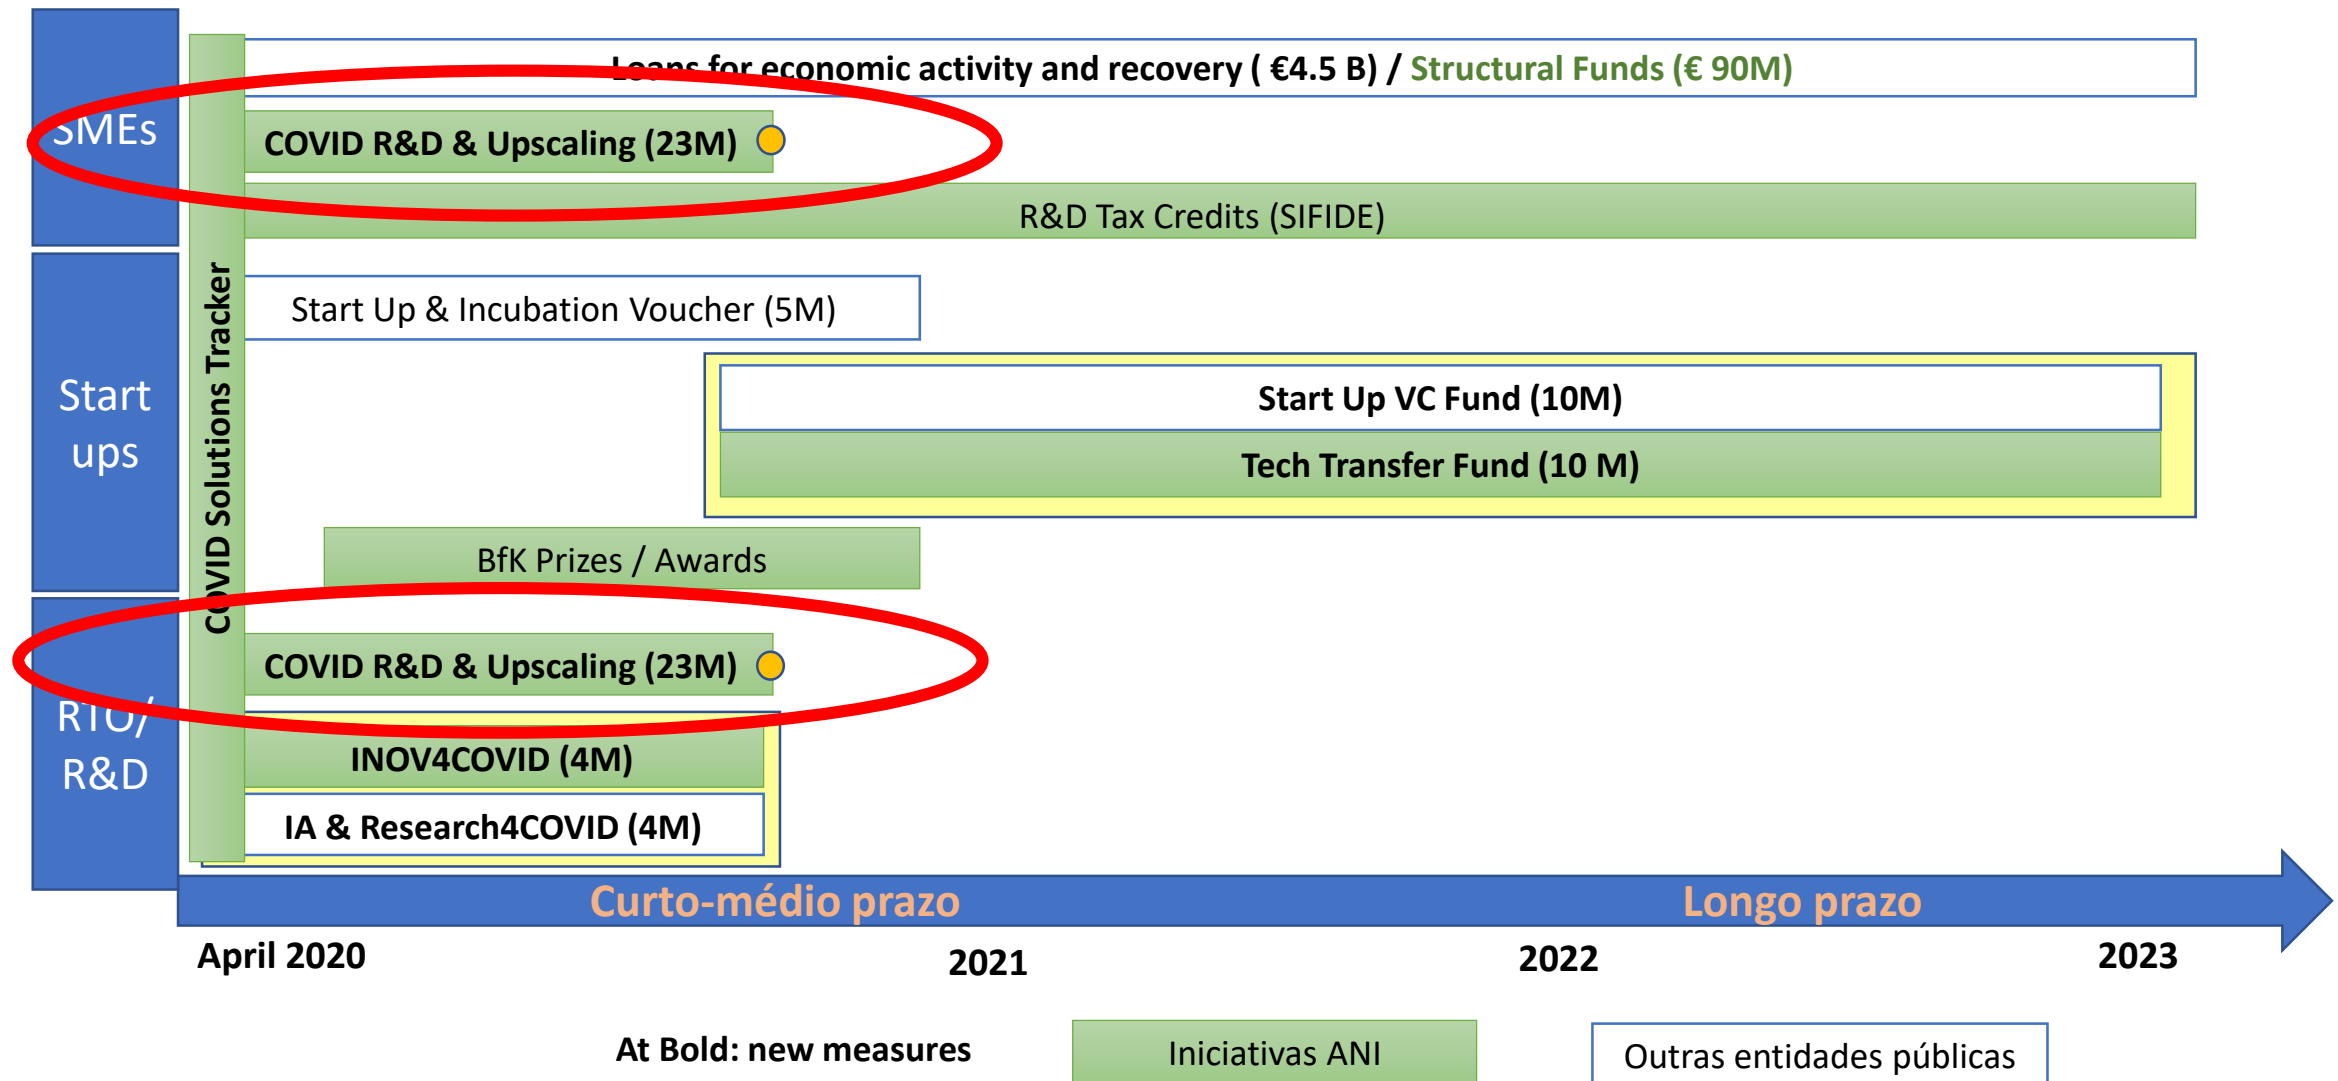 SMEs
Loans for economic activity and recovery ( €4.5 B) / Structural Funds (€ 90M)
COVID R&D & Upscaling (23M)
R&D Tax Credits (SIFIDE)
COVID Solutions Tracker
Start
ups
Start Up & Incubation Voucher (5M)
Start Up VC Fund (10M)
Tech Transfer Fund (10 M)
BfK Prizes / Awards
RTO/
R&D
COVID R&D & Upscaling (23M)
INOV4COVID (4M)
IA & Research4COVID (4M)
Curto-médio prazo
Longo prazo
April 2020
2021
2022
2023
At Bold: new measures
Iniciativas ANI
Outras entidades públicas